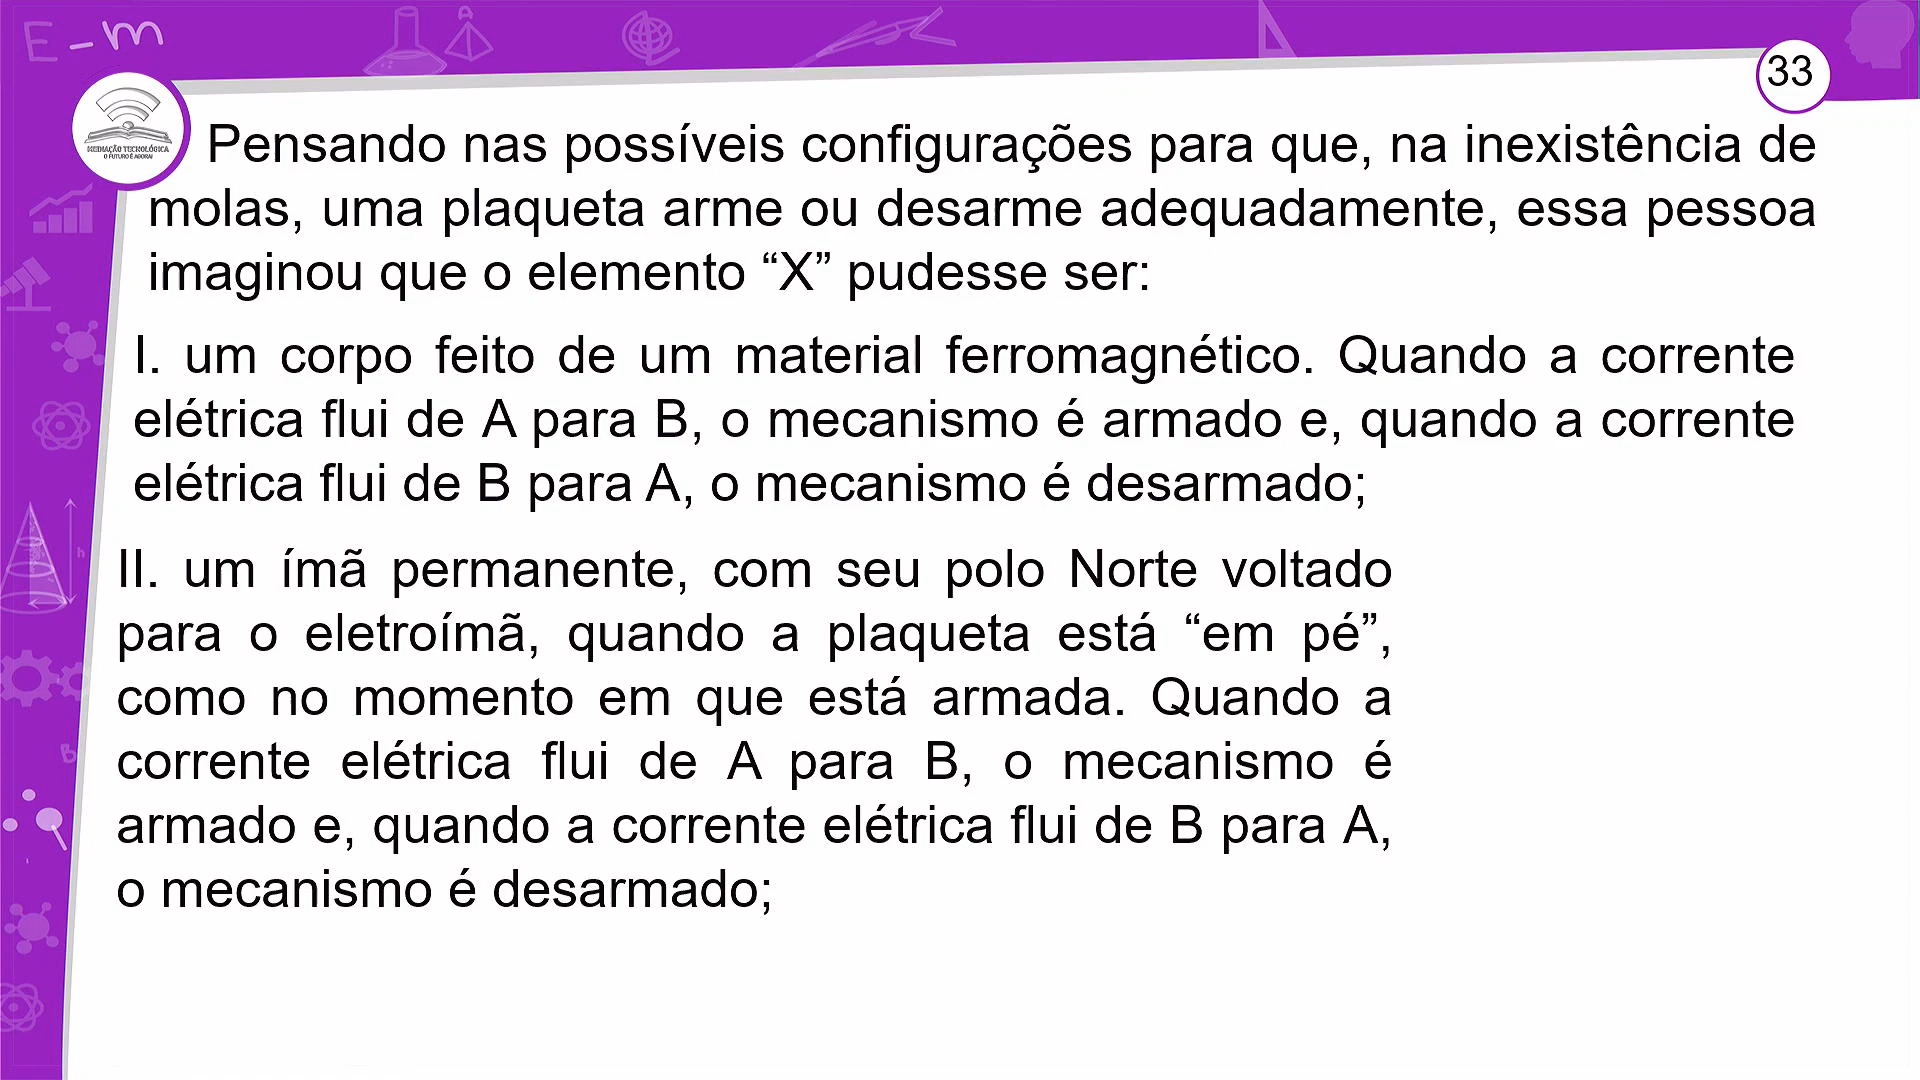 E-m
33
MEDIAÇÃO TECNOLÓGICA
O FUTURO É AGORA!
Pensando nas possíveis configurações para que, na inexistência de
molas, uma plaqueta arme ou desarme adequadamente, essa pessoa
imaginou que o elemento “X” pudesse ser:
I. um corpo feito de um material ferromagnético. Quando a corrente
elétrica flui de A para B, o mecanismo é armado e, quando a corrente
elétrica flui de B para A, o mecanismo é desarmado;
II. um ímã permanente, com seu polo Norte voltado
para o eletroímã, quando a plaqueta está “em pé”,
como no momento em que está armada. Quando a
corrente elétrica flui de A para B, o mecanismo é
armado e, quando a corrente elétrica flui de B para A,
o mecanismo é desarmado;
h
B